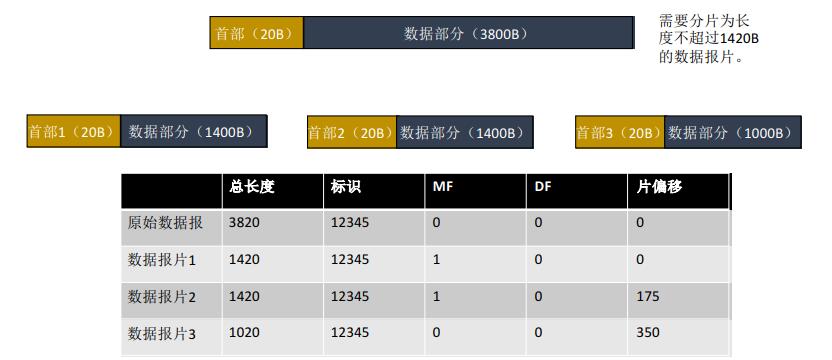 首部（20B） 数据部分（3800B）
需要分片为长
度不超过1420B
的数据报片。
首部1（20B） 数据部分（1400B）
首部2（20B） 数据部分（1400B）
首部3（20B） 数据部分（1000B）
总长度 标识 MF DF 片偏移
原始数据报 3820 12345 0 0 0
数据报片1 1420 12345 1 0 0
数据报片2 1420 12345 1 0 175
数据报片3 1020 12345 0 0 350